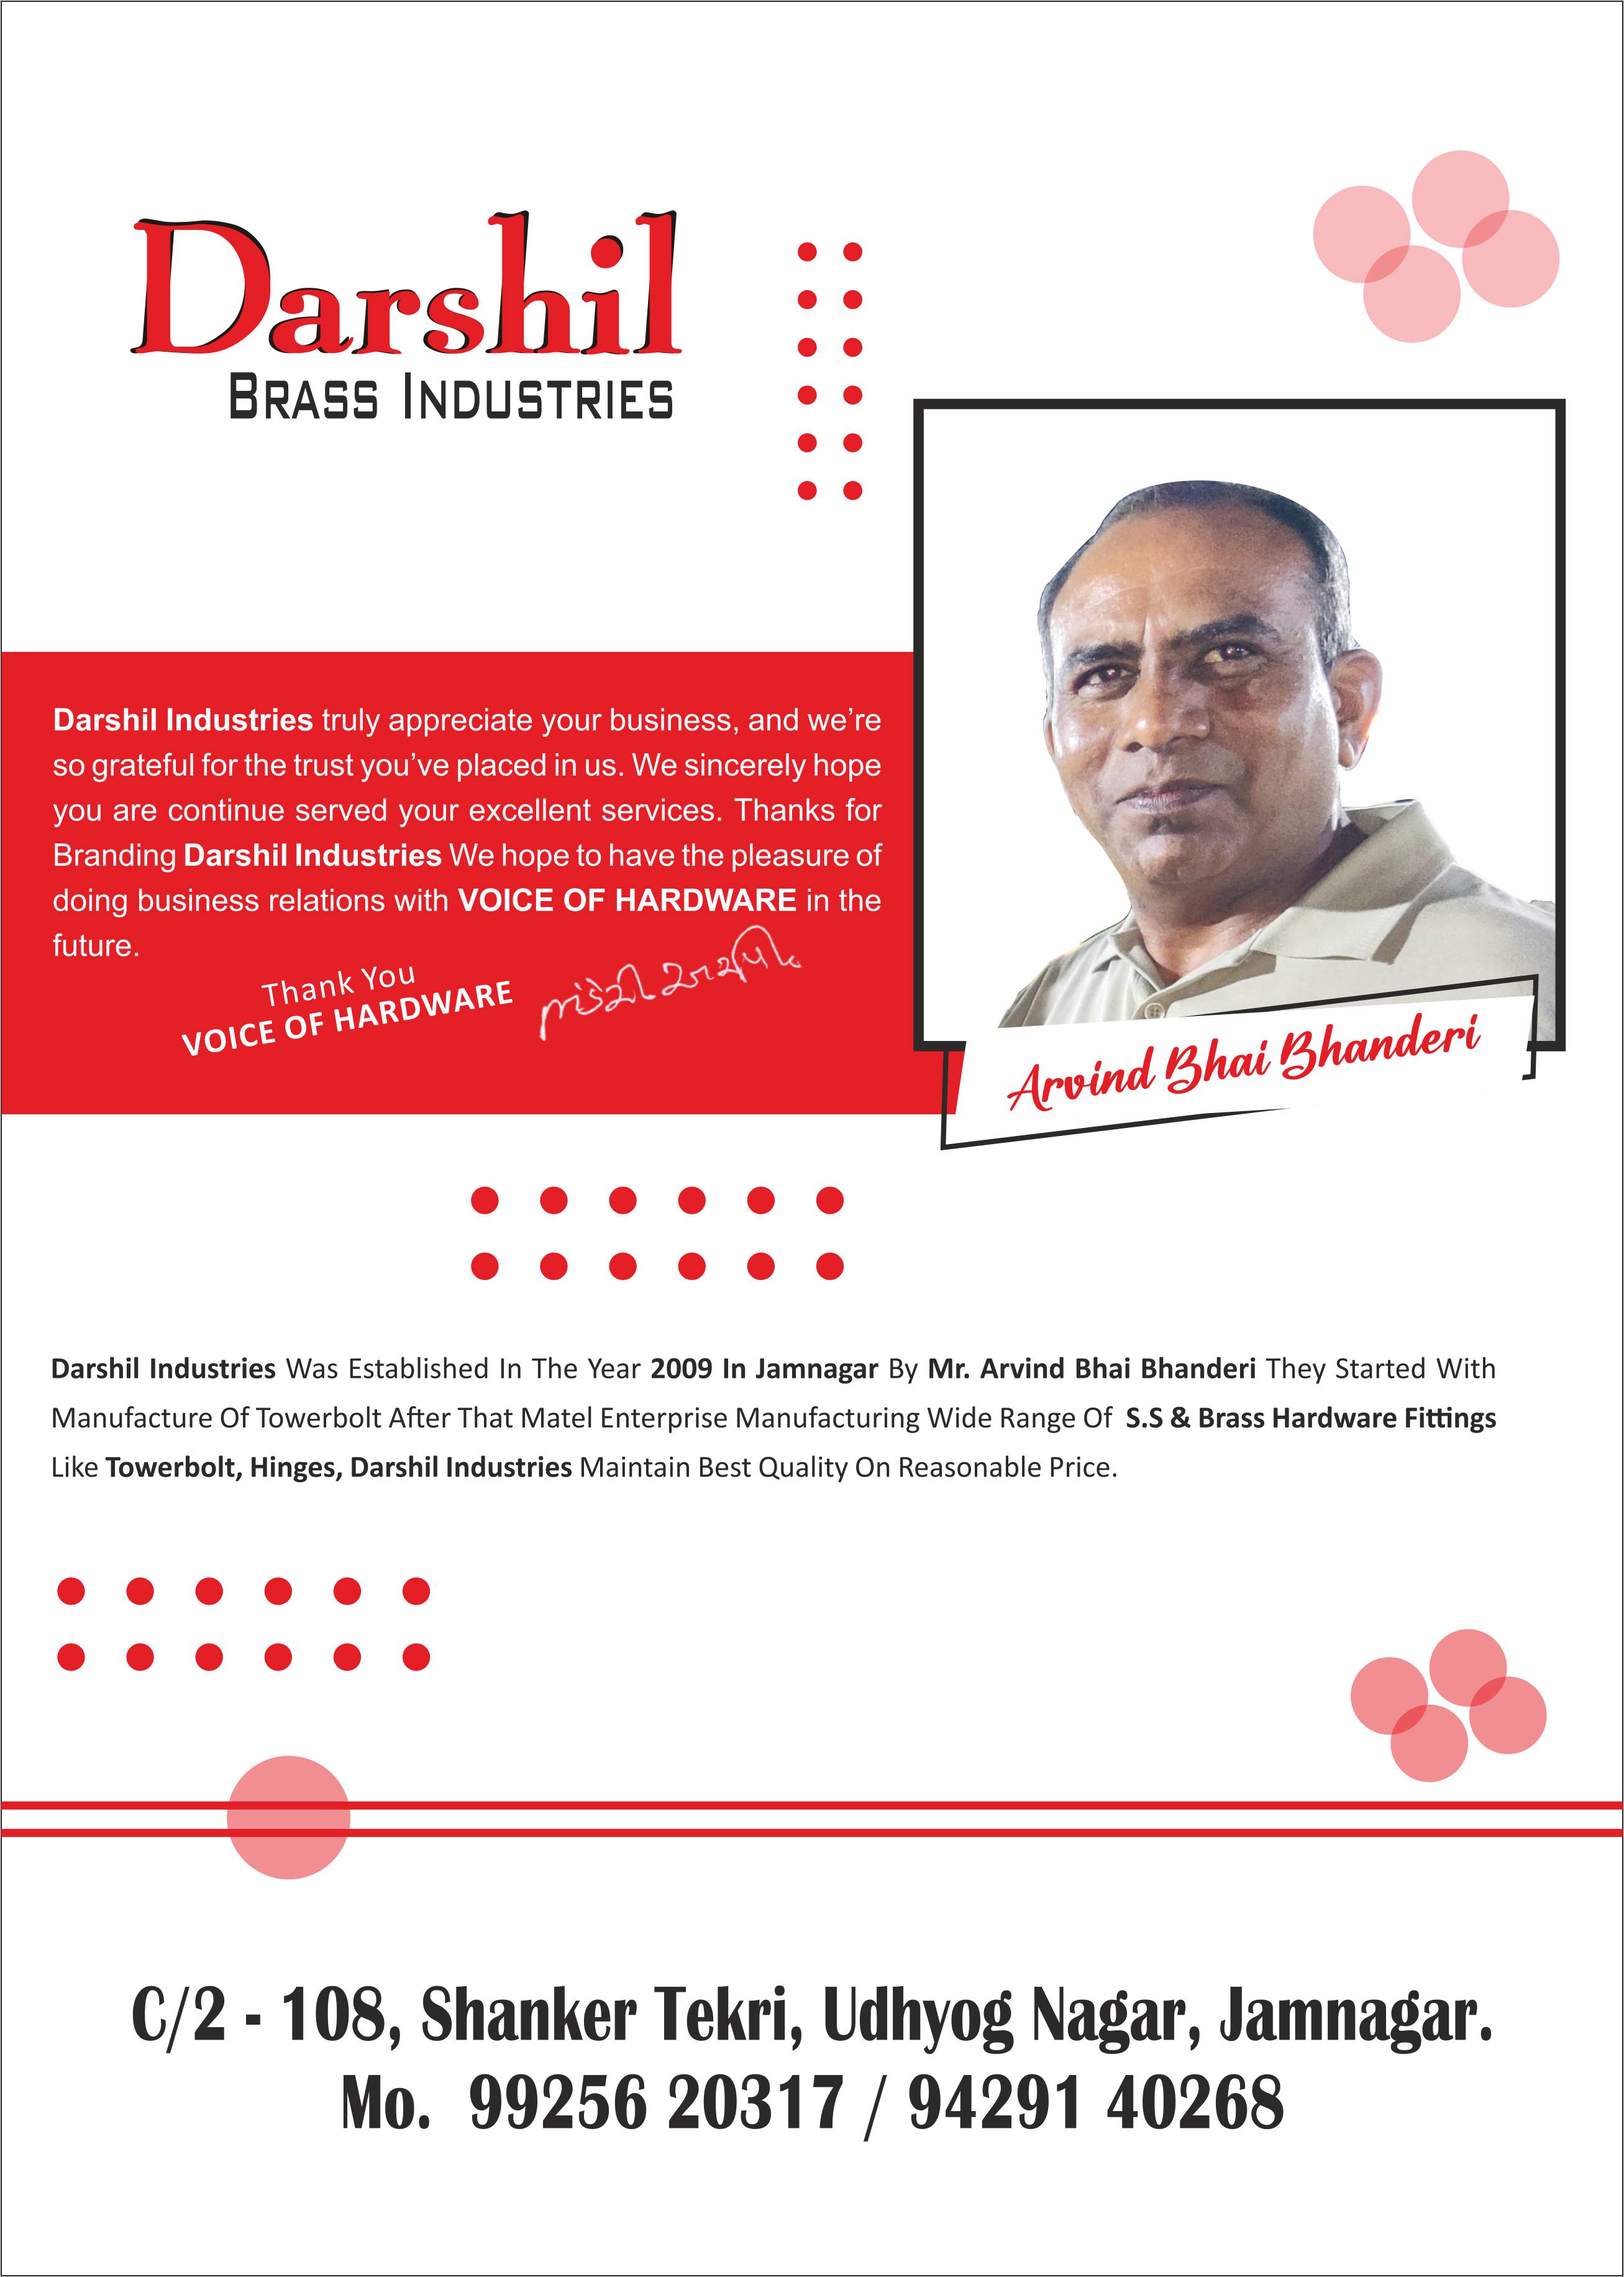 Darshil
BRASS INDUSTRIES
Darshil Industries truly appreciate your business, and we're
so grateful for the trust you've placed in us. We sincerely hope
you are continue served your excellent services. Thanks for
Branding Darshil Industries We hope to have the pleasure of
doing business relations with VOICE OF HARDWARE in the
future.
Thank You
VOICE OF HARDWARE
Arvind Bhai Bhanderi
Darshil Industries Was Established In The Year 2009 In Jamnagar By Mr. Arvind Bhai Bhanderi They Started With
Manufacture Of Towerbolt After That Matel Enterprise Manufacturing Wide Range Of S.S & Brass Hardware Fittings
Like Towerbolt, Hinges, Darshil Industries Maintain Best Quality On Reasonable Price.
C/2 - 108, Shanker Tekri, Udhyog Nagar, Jamnagar.
Mo. 99256 20317 / 94291 40268